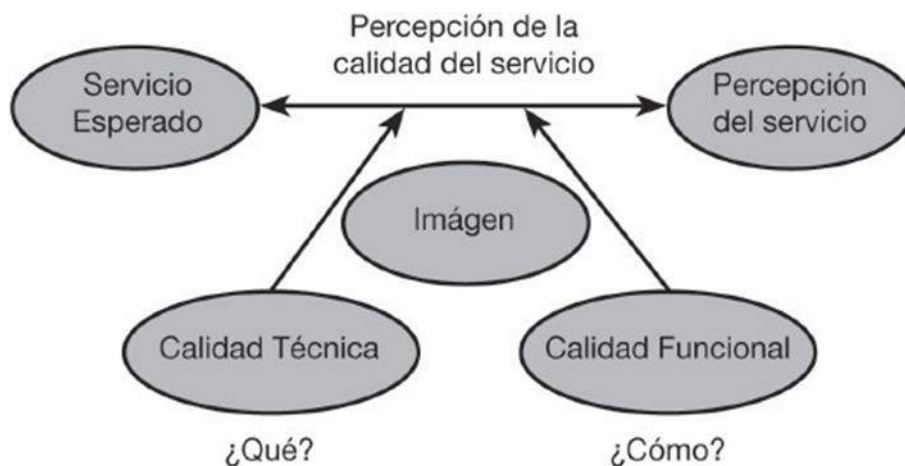 Percepción de la
calidad del servicio
Servicio
Esperado
Percepción
del servicio
Imágen
Calidad Técnica
Calidad Funcional
¿Qué?
¿Cómo?